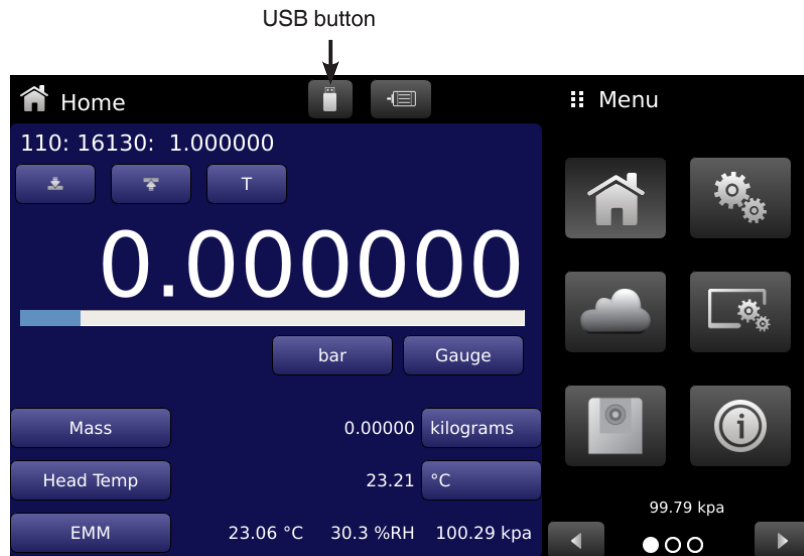 USB button
Home
Menu
110: 16130: 1.000000
T
0.000000
bar Gauge
Mass 0.00000 kilograms
Head Temp 23.21 °C
EMM 23.06 °C 30.3 %RH 100.29 kpa
99.79 kpa